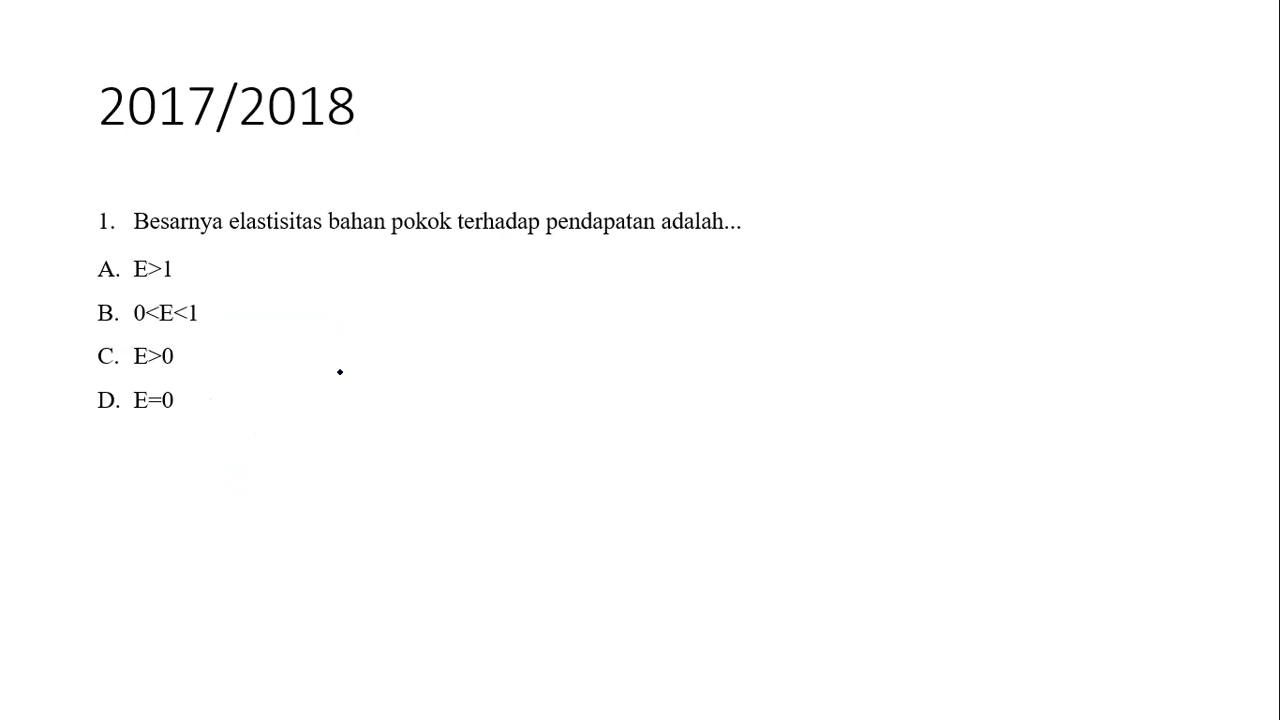 2017/2018
1. Besarnya elastisitas bahan pokok terhadap pendapatan adalah...
A. E>1
B. 0<E<1
C. E>0
D. E=0